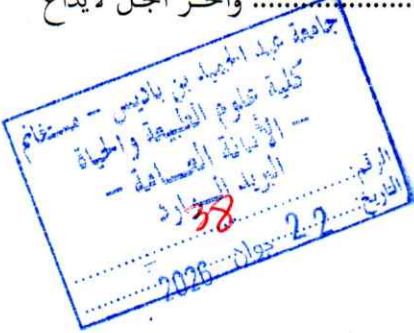 ................ وآخر أجل لايداع
جامعة عبد الحميد بن باديس - مستغانم
كلية علوم الطبيعة والحياة
- الأمانة العامة -
البريد الوارد
الرقم: 38
التاريخ: 22 جوان 2026